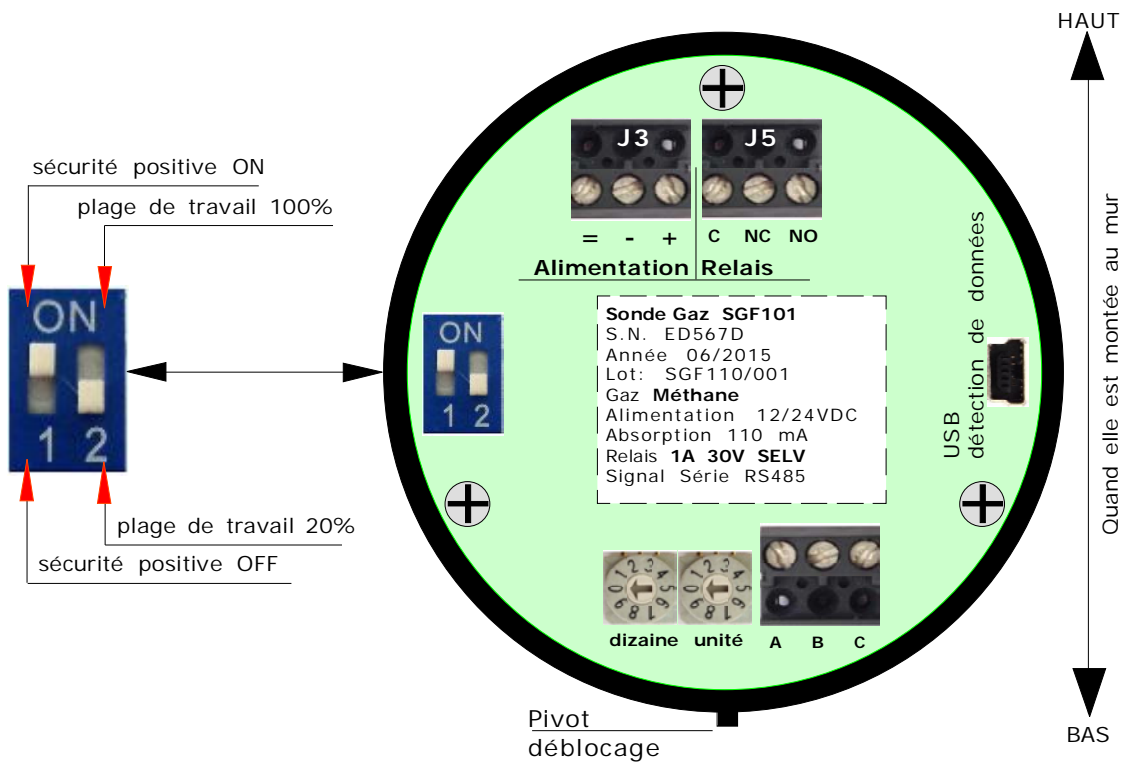 HAUT
J3
J5
sécurité positive ON
plage de travail 100%
= - +
C NC NO
Alimentation
Relais
ON
1 2
ON
1 2
Sonde Gaz SGF101
S.N. ED567D
Année 06/2015
Lot: SGF110/001
Gaz Méthane
Alimentation 12/24VDC
Absorption 110 mA
Relais 1A 30V SELV
Signal Série RS485
USB
détection de données
Quand elle est montée au mur
plage de travail 20%
sécurité positive OFF
dizaine
unité
A B C
Pivot
déblocage
BAS